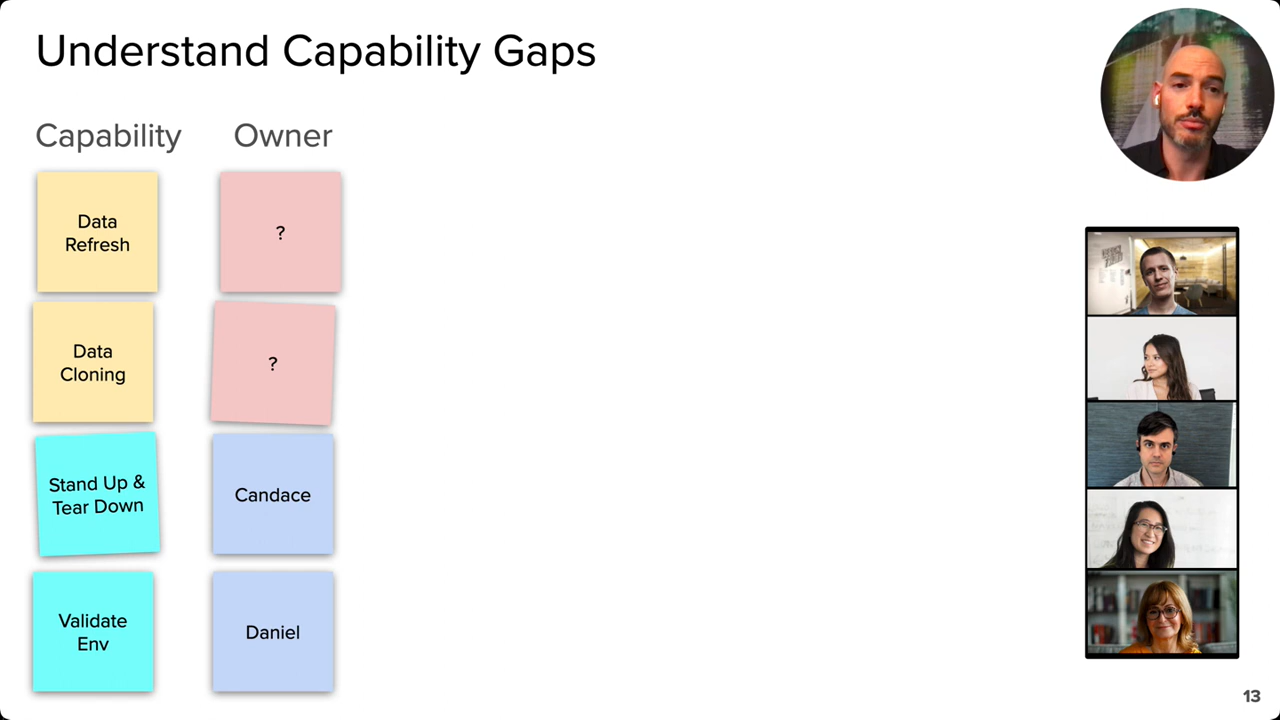 Understand Capability Gaps
Capability
Owner
Data
Refresh
?
Data
Cloning
?
Stand Up &
Tear Down
Candace
Validate
Env
Daniel
13